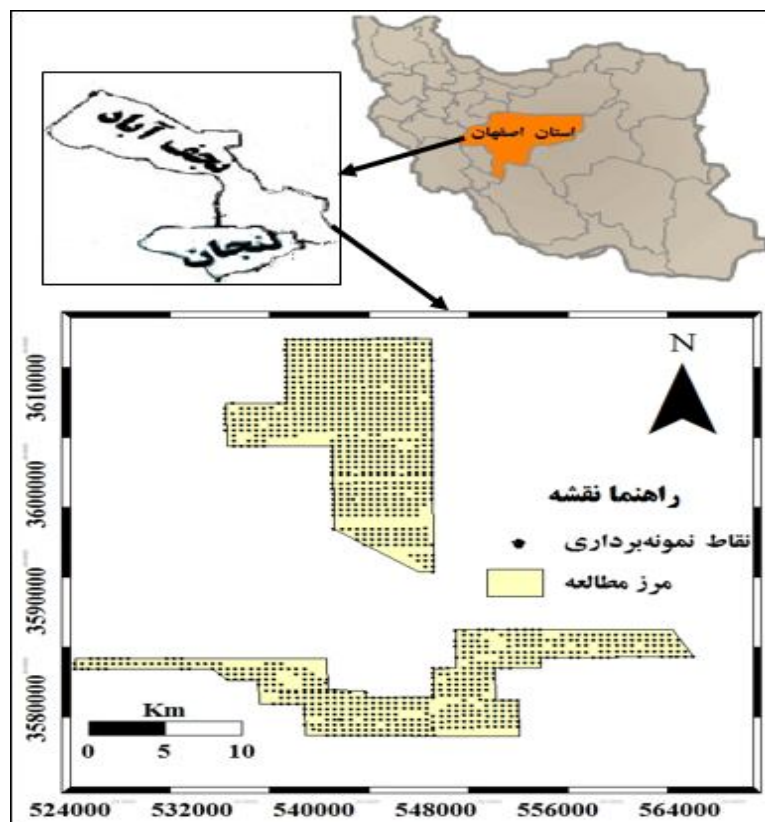 استان اصفهان
نجف آباد
لنجان
N
راهنما نقشه
نقاط نمونه‌برداری
مرز مطالعه
3610000
3600000
3590000
3580000
Km
0 5 10
524000 532000 540000 548000 556000 564000